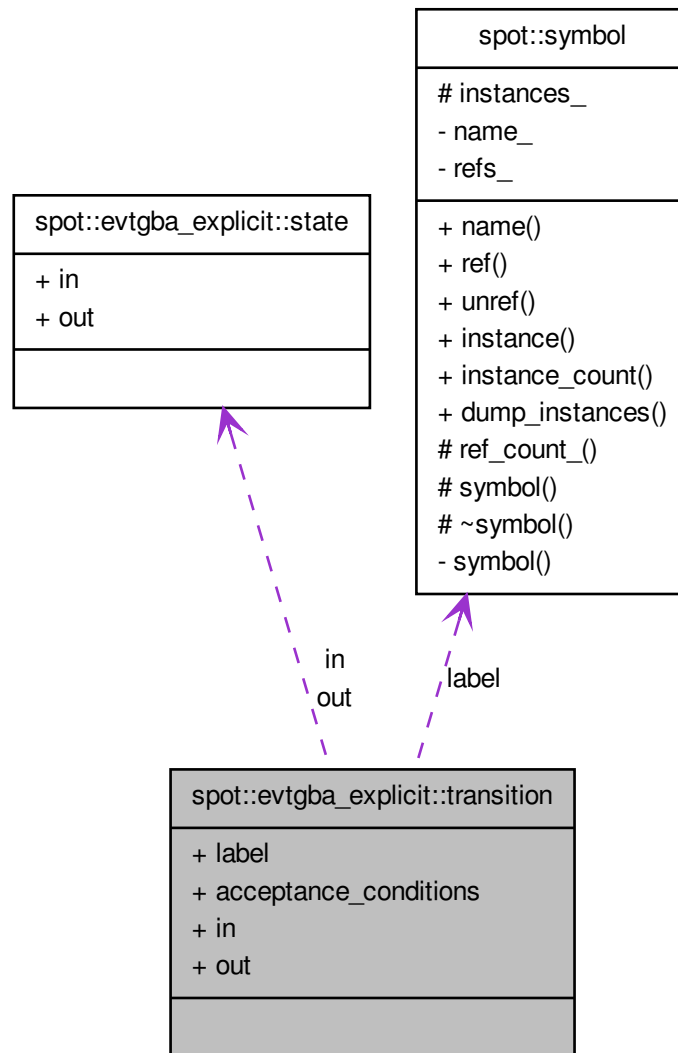 spot::symbol
# instances_
- name_
- refs_
+ name()
+ ref()
+ unref()
+ instance()
+ instance_count()
+ dump_instances()
# ref_count_()
# symbol()
# ~symbol()
- symbol()
spot::evtgba_explicit::state
+ in
+ out
in
out
label
spot::evtgba_explicit::transition
+ label
+ acceptance_conditions
+ in
+ out